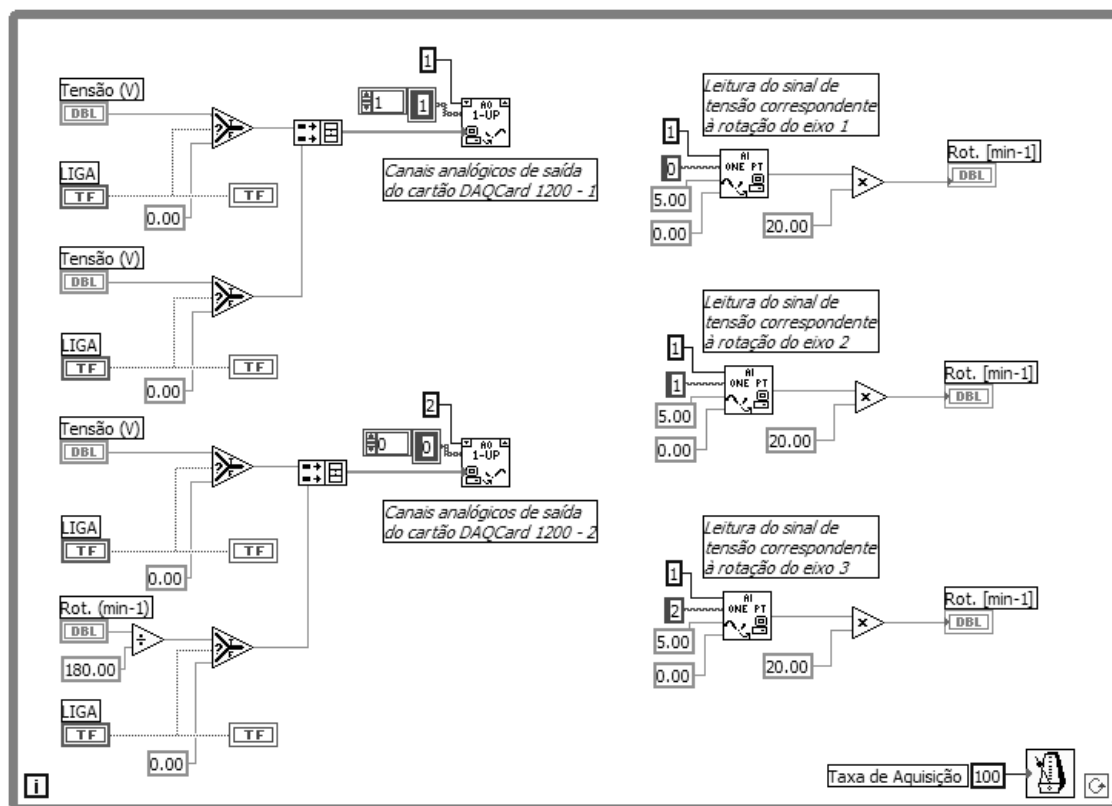 Tensão (V)
DBL
LIGA
TF
TF
0.00
1
1
1
AO
1-UP
Canais analógicos de saída
do cartão DAQCard 1200 - 1
Tensão (V)
DBL
LIGA
TF
TF
0.00
Tensão (V)
DBL
LIGA
TF
TF
0.00
2
0
0
AO
1-UP
Canais analógicos de saída
do cartão DAQCard 1200 - 2
Rot. (min-1)
DBL
÷
180.00
LIGA
TF
TF
0.00
i
Leitura do sinal de
tensão correspondente
à rotação do eixo 1
1
0
5.00
0.00
AI
ONE PT
20.00
x
Rot. [min-1]
DBL
Leitura do sinal de
tensão correspondente
à rotação do eixo 2
1
1
5.00
0.00
AI
ONE PT
20.00
x
Rot. [min-1]
DBL
Leitura do sinal de
tensão correspondente
à rotação do eixo 3
1
2
5.00
0.00
AI
ONE PT
20.00
x
Rot. [min-1]
DBL
Taxa de Aquisição 100